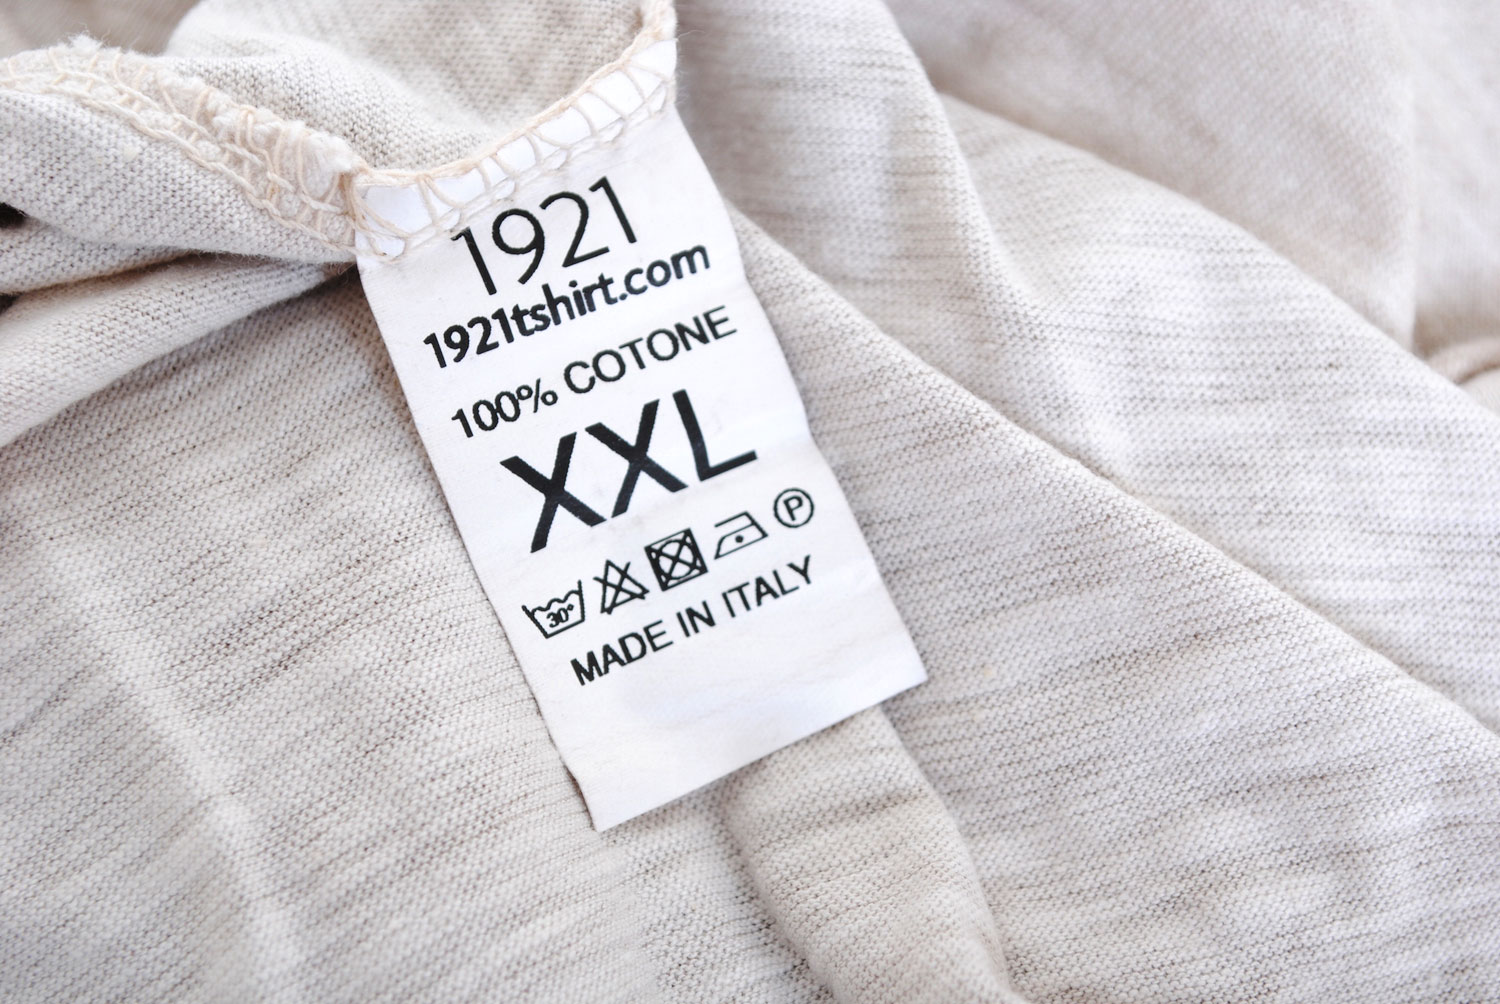 1921
1921tshirt.com
100% COTONE
XXL
30° P
MADE IN ITALY